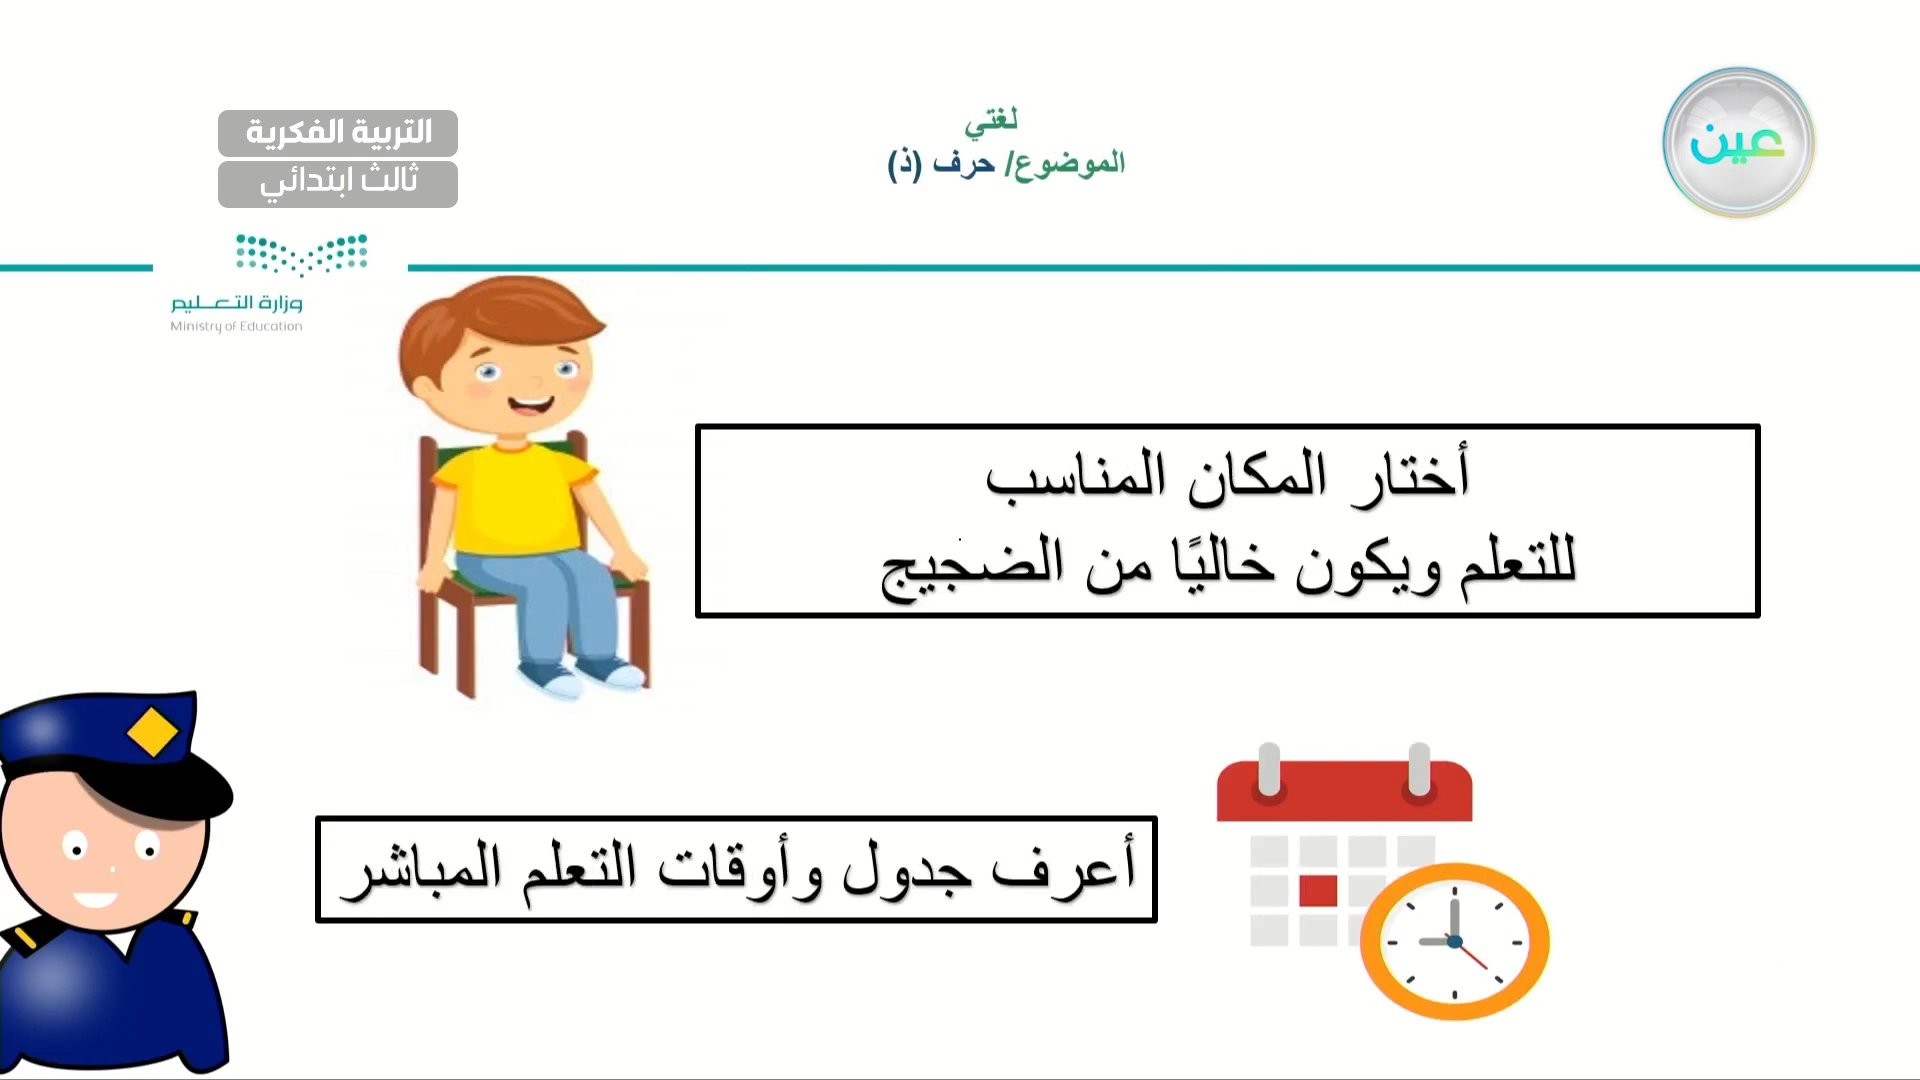 عين
لغتي
الموضوع/ حرف (ذ)
التربية الفكرية
ثالث ابتدائي
وزارة التعليم
Ministry of Education
أختار المكان المناسب
للتعلم ويكون خاليًا من الضجيج
أعرف جدول وأوقات التعلم المباشر